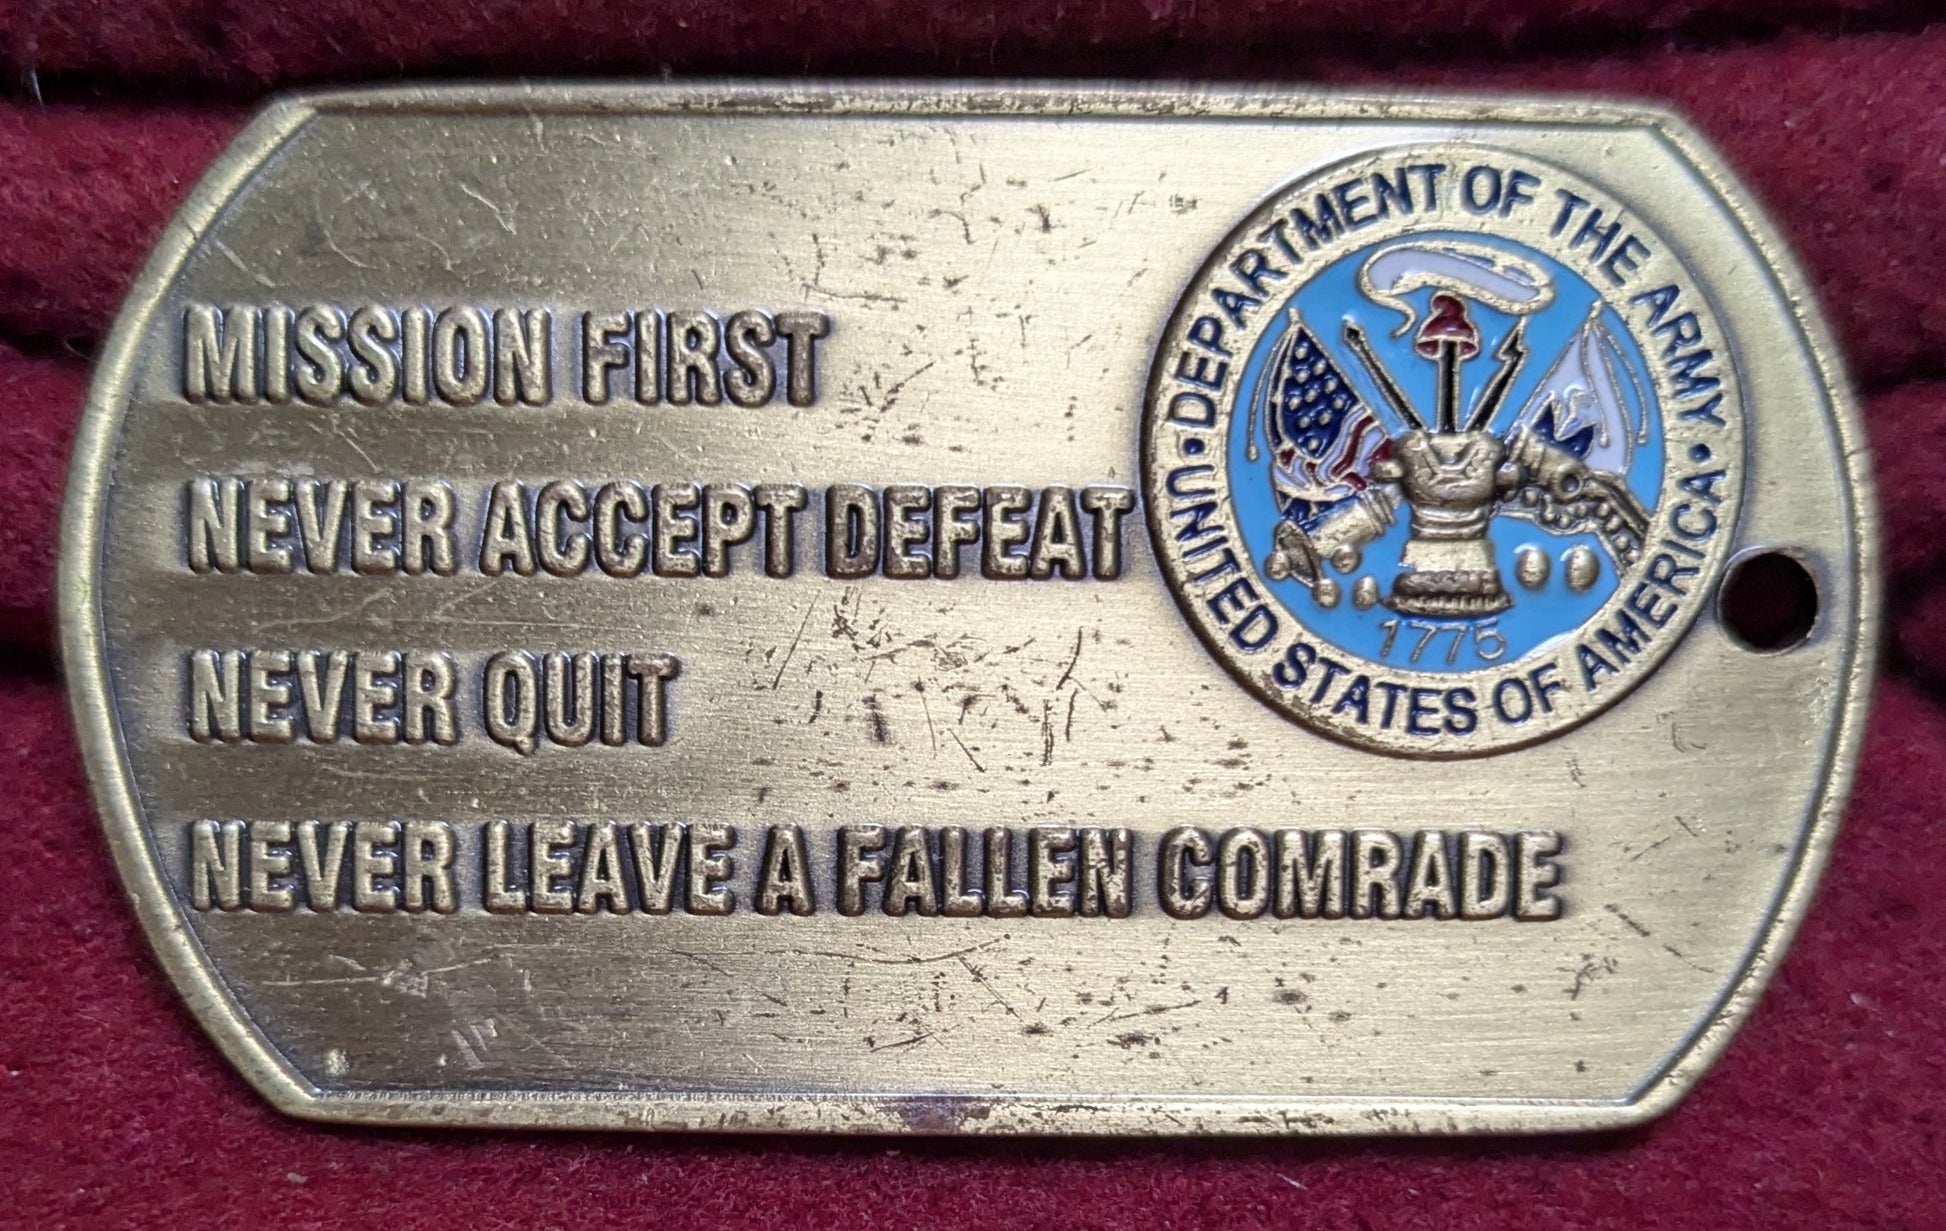 MISSION FIRST
NEVER ACCEPT DEFEAT
NEVER QUIT
NEVER LEAVE A FALLEN COMRADE
DEPARTMENT OF THE ARMY
UNITED STATES OF AMERICA
1775